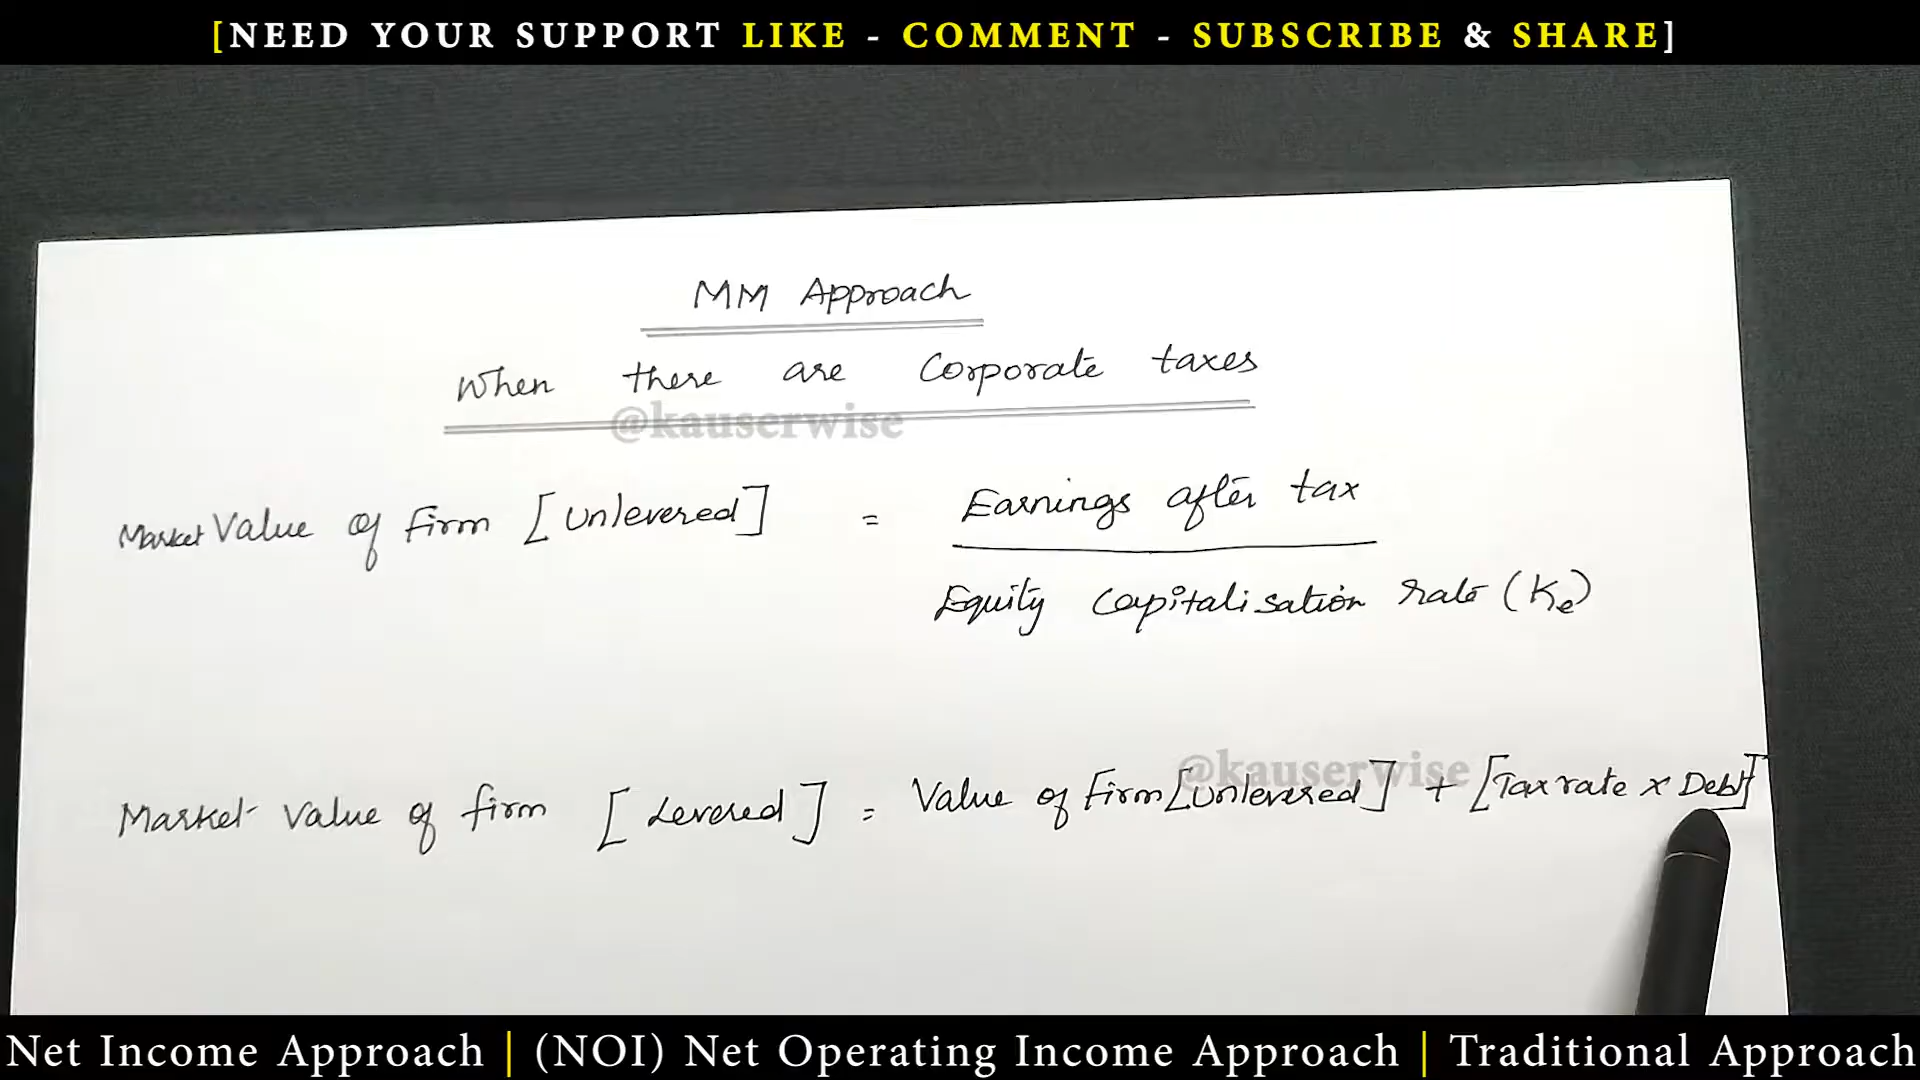 [NEED YOUR SUPPORT LIKE - COMMENT - SUBSCRIBE & SHARE]
MM Approach
When there are Corporate taxes
@kauserwise
Market Value of firm [Unlevered] = Earnings after tax
Equity Capitalisation rate (Ke)
@kauserwise
Market Value of firm [Levered] = Value of Firm [Unlevered] + [Tax rate x Debt]
Net Income Approach | (NOI) Net Operating Income Approach | Traditional Approach